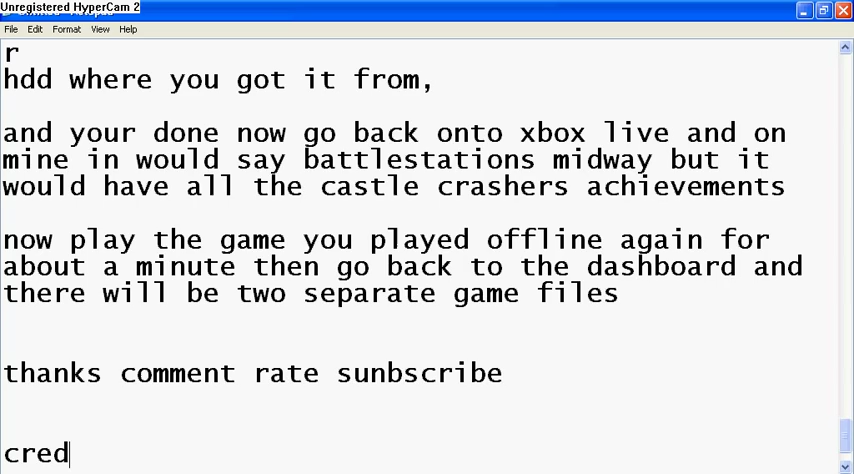 Unregistered HyperCam 2
File Edit Format View Help
r
hdd where you got it from,
and your done now go back onto xbox live and on
mine in would say battlestations midway but it
would have all the castle crashers achievements
now play the game you played offline again for
about a minute then go back to the dashboard and
there will be two separate game files
thanks comment rate sunbscribe
cred